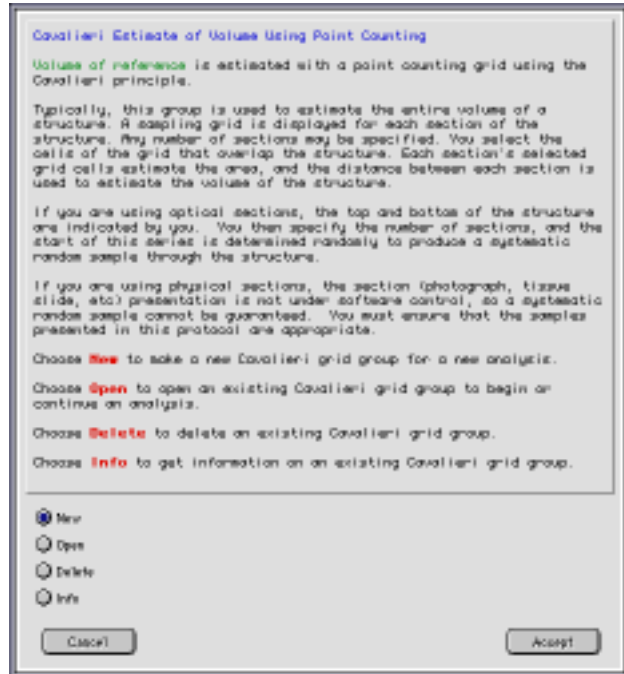 Cavalieri Estimate of Volume Using Point Counting
Volume of reference is estimated with a point counting grid using the
Cavalieri principle.
Typically, this group is used to estimate the entire volume of a
structure. A sampling grid is displayed for each section of the
structure. Any number of sections may be specified. You select the
cells of the grid that overlap the structure. Each section's selected
grid cells estimate the area, and the distance between each section is
used to estimate the volume of the structure.
If you are using optical sections, the top and bottom of the structure
are indicated by you. You then specify the number of sections, and the
start of this series is determined randomly to produce a systematic
random sample through the structure.
If you are using physical sections, the section (photograph, tissue
slide, etc) presentation is not under software control, so a systematic
random sample cannot be guaranteed. You must ensure that the samples
presented in this protocol are appropriate.
Choose New to make a new Cavalieri grid group for a new analysis.
Choose Open to open an existing Cavalieri grid group to begin or
continue an analysis.
Choose Delete to delete an existing Cavalieri grid group.
Choose Info to get information on an existing Cavalieri grid group.
New
Open
Delete
Info
Cancel
Accept